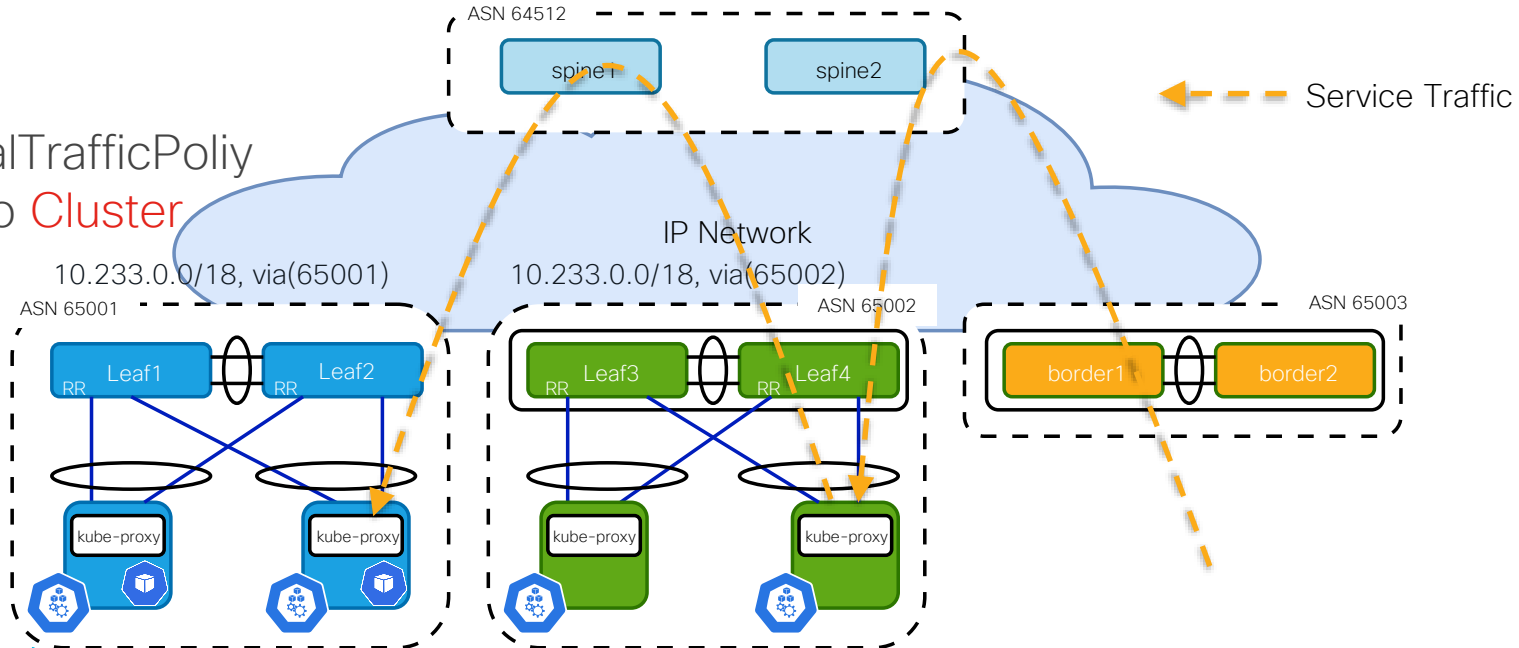 ASN 64512
spine1
spine2
Service Traffic
alTrafficPoliy
o Cluster
IP Network
10.233.0.0/18, via(65001)
10.233.0.0/18, via(65002)
ASN 65001
ASN 65002
ASN 65003
Leaf1
RR
Leaf2
RR
Leaf3
RR
Leaf4
RR
border1
border2
kube-proxy
kube-proxy
kube-proxy
kube-proxy